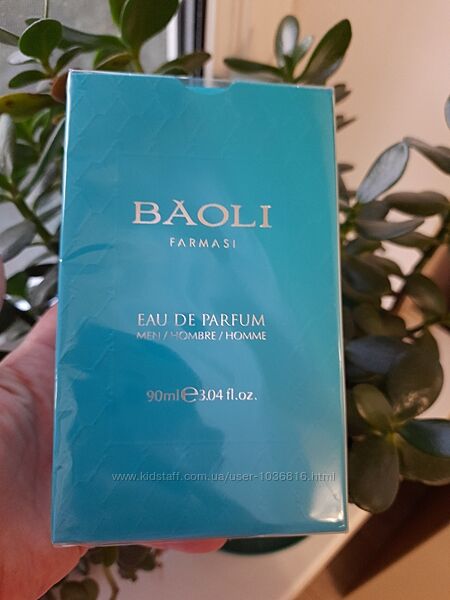 BAOLI
FARMASI
EAU DE PARFUM
MEN / HOMBRE / HOMME
90ml ℮ 3.04 fl.oz.
www.kidstaff.com.ua/user-1036816.html